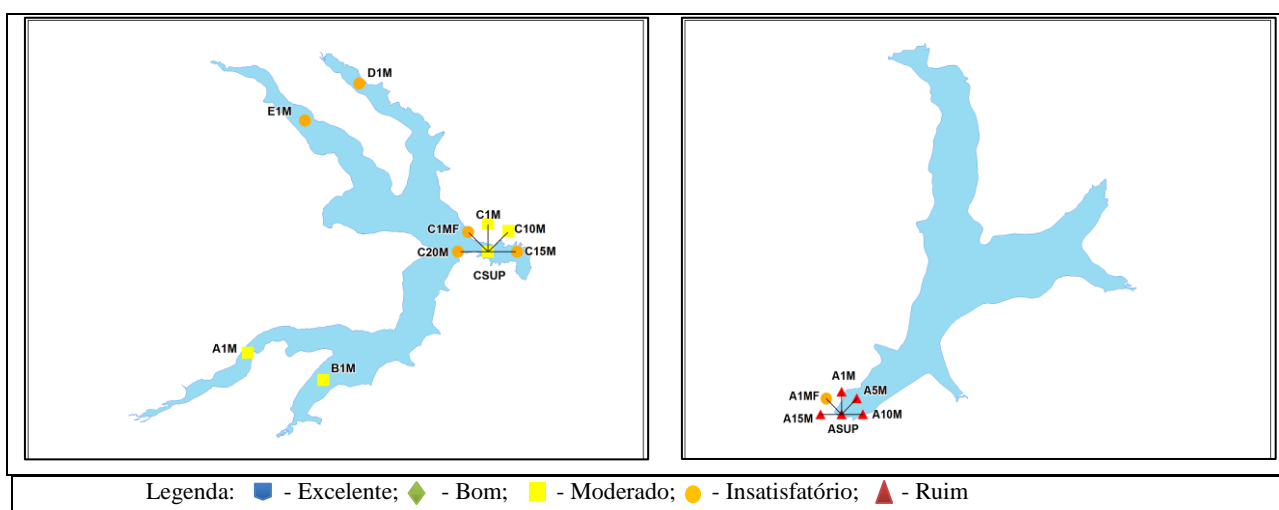 D1M
E1M
C1M
C1MF
C10M
C20M
C15M
CSUP
A1M
B1M
A1M
A1MF
A5M
A15M
A10M
ASUP
Legenda: - Excelente; - Bom; - Moderado; - Insatisfatório; - Ruim